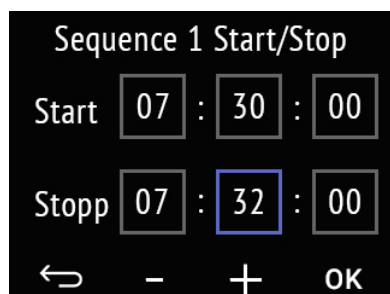 Sequence 1 Start/Stop
Start 07 : 30 : 00
Stopp 07 : 32 : 00
- + OK